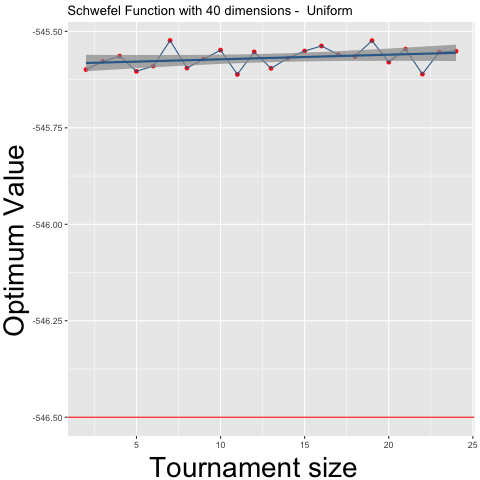 Schwefel Function with 40 dimensions -  Uniform
Optimum Value
-545.50
-545.75
-546.00
-546.25
-546.50
5 10 15 20 25
Tournament size